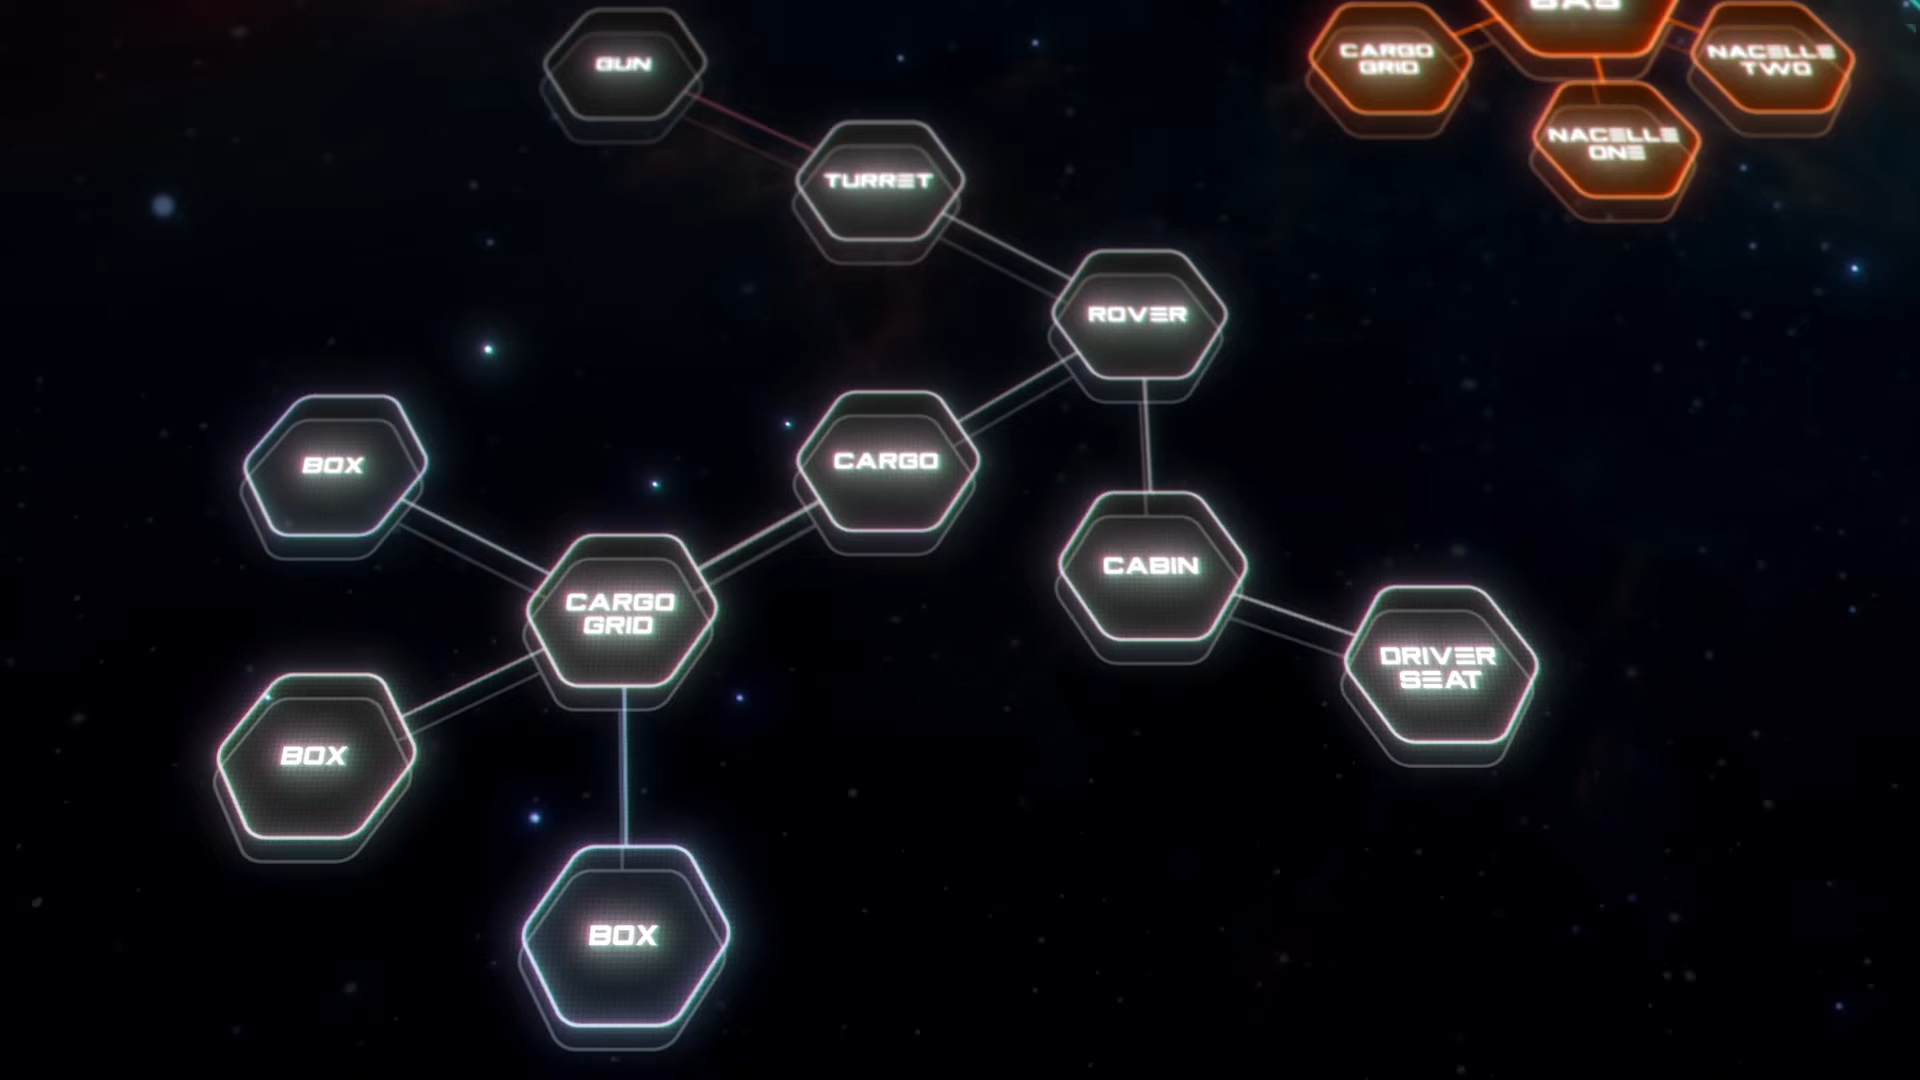 GUN
CARGO
GRID
NACELLE
TWO
NACELLE
ONE
TURRET
ROVER
BOX
CARGO
CABIN
CARGO
GRID
DRIVER
SEAT
BOX
BOX